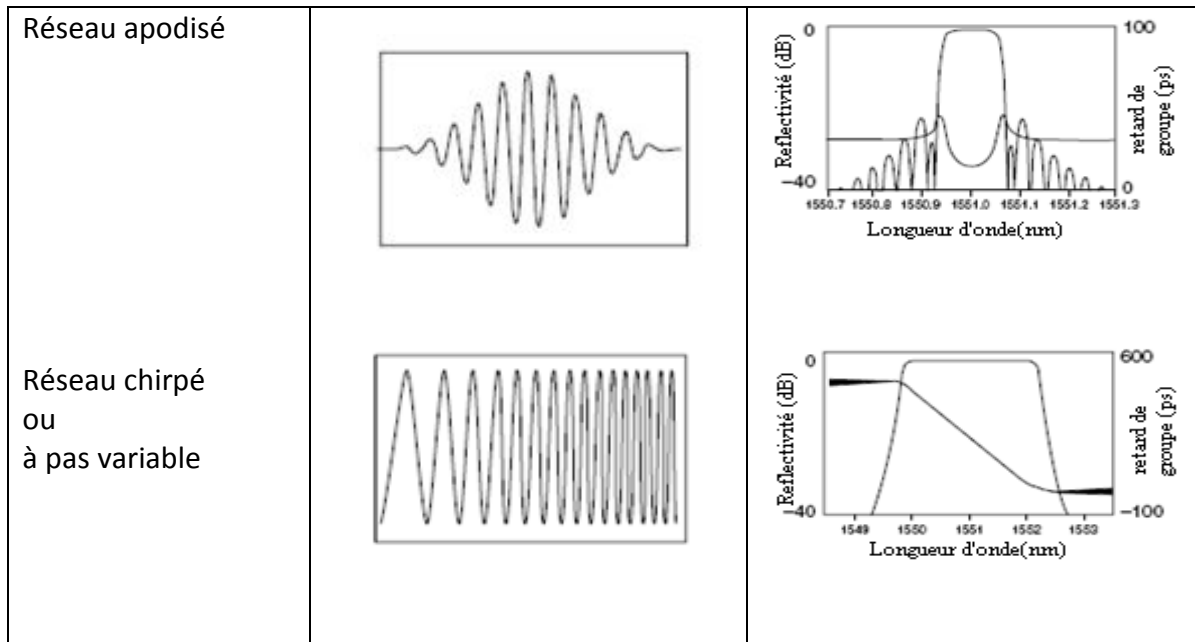 Réseau apodisé
0
100
Reflectivité (dB)
retard de
groupe (ps)
−40
0
1550.7 1550.8 1550.9 1551.0 1551.1 1551.2 1551.3
Longueur d'onde(nm)
Réseau chirpé
ou
à pas variable
0
600
Reflectivité (dB)
retard de
groupe (ps)
−40
−100
1549 1550 1551 1552 1553
Longueur d'onde(nm)